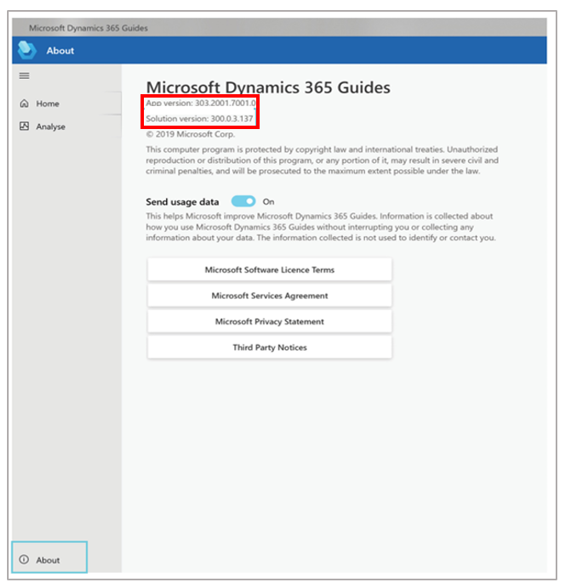 Microsoft Dynamics 365 Guides
About
Home
Analyse
Microsoft Dynamics 365 Guides
App version: 303.2001.7001.0
Solution version: 300.0.3.137
© 2019 Microsoft Corp.
This computer program is protected by copyright law and international treaties. Unauthorized
reproduction or distribution of this program, or any portion of it, may result in severe civil and
criminal penalties, and will be prosecuted to the maximum extent possible under the law.
Send usage data On
This helps Microsoft improve Microsoft Dynamics 365 Guides. Information is collected about
how you use Microsoft Dynamics 365 Guides without interrupting you or collecting any
information about your data. The information collected is not used to identify or contact you.
Microsoft Software Licence Terms
Microsoft Services Agreement
Microsoft Privacy Statement
Third Party Notices
About